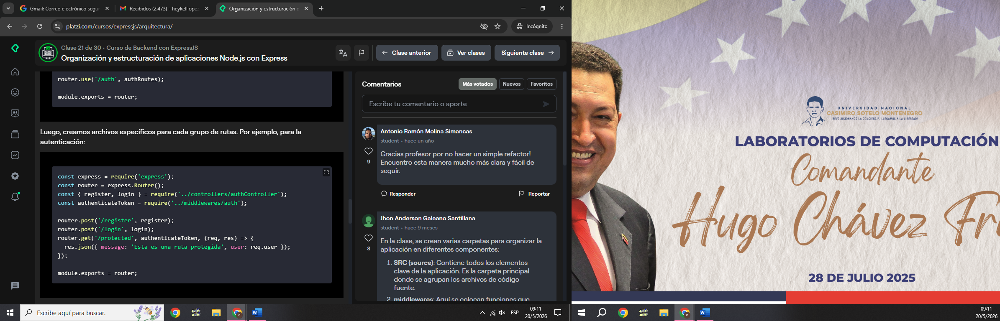 Gmail: Correo electrónico segur
Recibidos (2.473) - heykelllopez
Organización y estructuración d
platzi.com/cursos/expressjs/arquitectura/
Incógnito
Clase 21 de 30 • Curso de Backend con ExpressJS
Organización y estructuración de aplicaciones Node.js con Express
Clase anterior
Ver clases
Siguiente clase
router.use('/auth', authRoutes);
module.exports = router;
Luego, creamos archivos específicos para cada grupo de rutas. Por ejemplo, para la
autenticación:
const express = require('express');
const router = express.Router();
const { register, login } = require('../controllers/authController');
const authenticateToken = require('../middlewares/auth');
router.post('/register', register);
router.post('/login', login);
router.get('/protected', authenticateToken, (req, res) => {
res.json({ message: 'Esta es una ruta protegida', user: req.user });
});
module.exports = router;
Comentarios
Más votados
Nuevos
Favoritos
Escribe tu comentario o aporte
Antonio Ramón Molina Simancas
student • hace un año
Gracias profesor por no hacer un simple refactor!
Encuentro esta manera mucho más clara y fácil de
seguir.
9
Responder
Reportar
Jhon Anderson Galeano Santillana
student • hace 9 meses
8
En la clase, se crean varias carpetas para organizar la
aplicación en diferentes componentes:
1. SRC (source): Contiene todos los elementos
clave de la aplicación. Es la carpeta principal
donde se agrupan los archivos de código
fuente.
2. middlewares: Aquí se colocan funciones que
Escribe aquí para buscar.
ESP
09:11
20/5/2026
UNIVERSIDAD NACIONAL
CASIMIRO SOTELO MONTENEGRO
¡REVOLUCIONANDO LA CONCIENCIA, LLEGAMOS A LA LIBERTAD!
LABORATORIOS DE COMPUTACIÓN
Comandante
Hugo Chávez Fr
28 DE JULIO 2025
09:11
20/5/2026